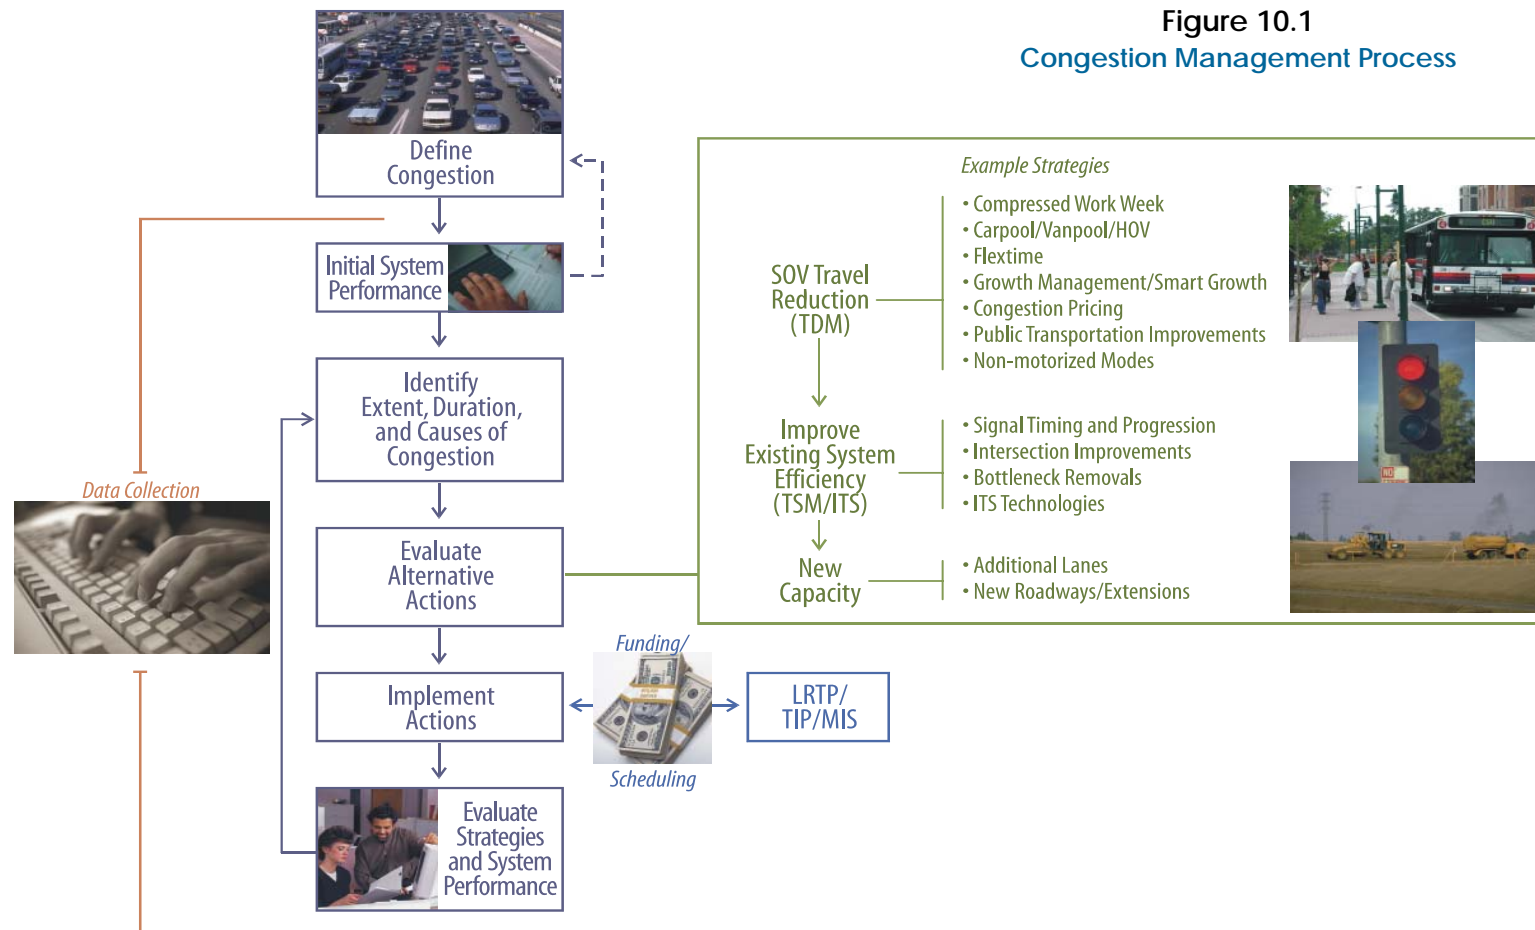 Figure 10.1
Congestion Management Process
Define
Congestion
Initial System
Performance
Identify
Extent, Duration,
and Causes of
Congestion
Evaluate
Alternative
Actions
Implement
Actions
Evaluate
Strategies
and System
Performance
Data Collection
Funding/
Scheduling
LRTP/
TIP/MIS
Example Strategies
SOV Travel
Reduction
(TDM)
• Compressed Work Week
• Carpool/Vanpool/HOV
• Flextime
• Growth Management/Smart Growth
• Congestion Pricing
• Public Transportation Improvements
• Non-motorized Modes
Improve
Existing System
Efficiency
(TSM/ITS)
• Signal Timing and Progression
• Intersection Improvements
• Bottleneck Removals
• ITS Technologies
New
Capacity
• Additional Lanes
• New Roadways/Extensions
NO